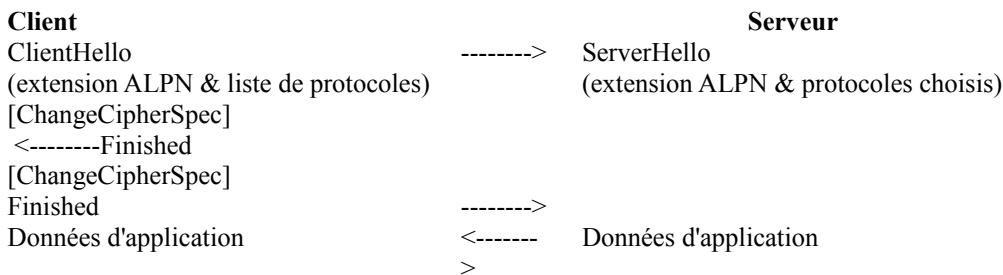 Client Serveur
ClientHello --------> ServerHello
(extension ALPN & liste de protocoles) (extension ALPN & protocoles choisis)
[ChangeCipherSpec]
<--------Finished
[ChangeCipherSpec]
Finished -------->
Données d'application <------- Données d'application
>